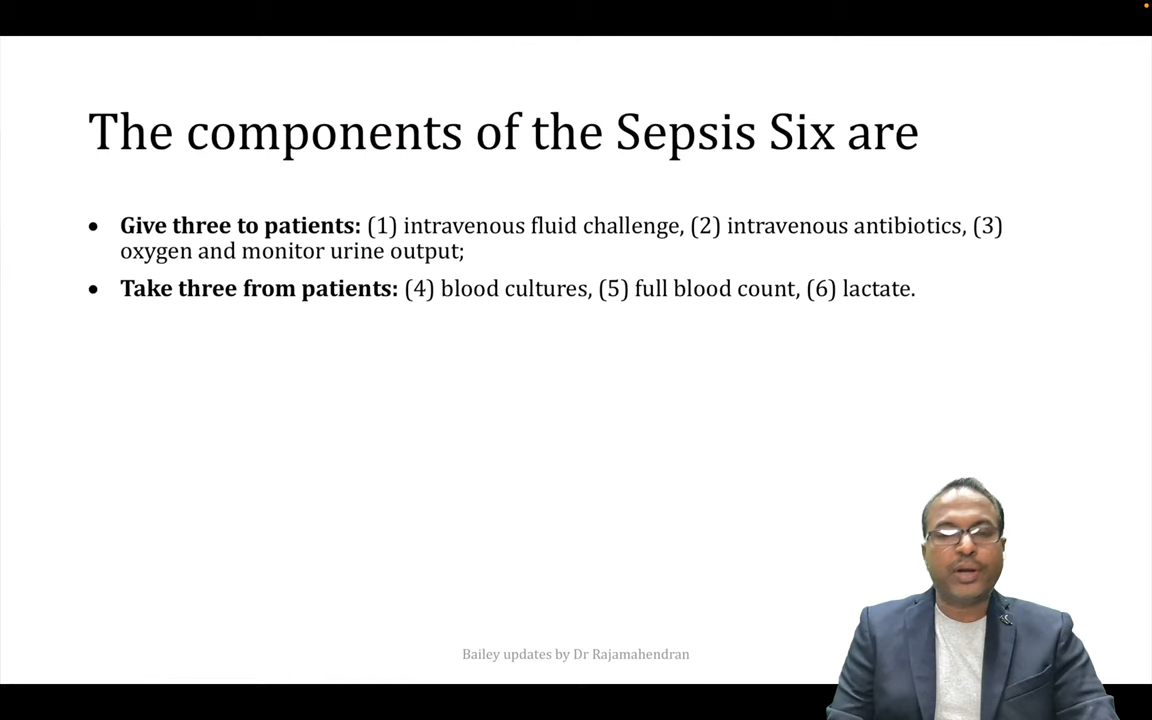 The components of the Sepsis Six are
• Give three to patients: (1) intravenous fluid challenge, (2) intravenous antibiotics, (3)
oxygen and monitor urine output;
• Take three from patients: (4) blood cultures, (5) full blood count, (6) lactate.
Bailey updates by Dr Rajamahendran